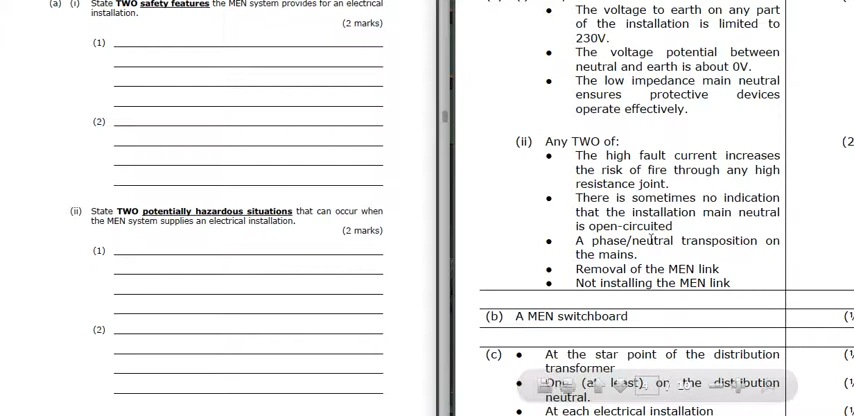 (a) (i) State TWO safety features the MEN system provides for an electrical
installation.
(2 marks)
(1)
(2)
(ii) State TWO potentially hazardous situations that can occur when
the MEN system supplies an electrical installation.
(2 marks)
(1)
(2)
• The voltage to earth on any part
of the installation is limited to
230V.
• The voltage potential between
neutral and earth is about 0V.
• The low impedance main neutral
ensures protective devices
operate effectively.
(ii) Any TWO of: (2
• The high fault current increases
the risk of fire through any high
resistance joint.
• There is sometimes no indication
that the installation main neutral
is open-circuited
• A phase/neutral transposition on
the mains.
• Removal of the MEN link
• Not installing the MEN link
(b) A MEN switchboard
(c) • At the star point of the distribution
transformer
• One (at least) on the distribution
neutral.
• At each electrical installation